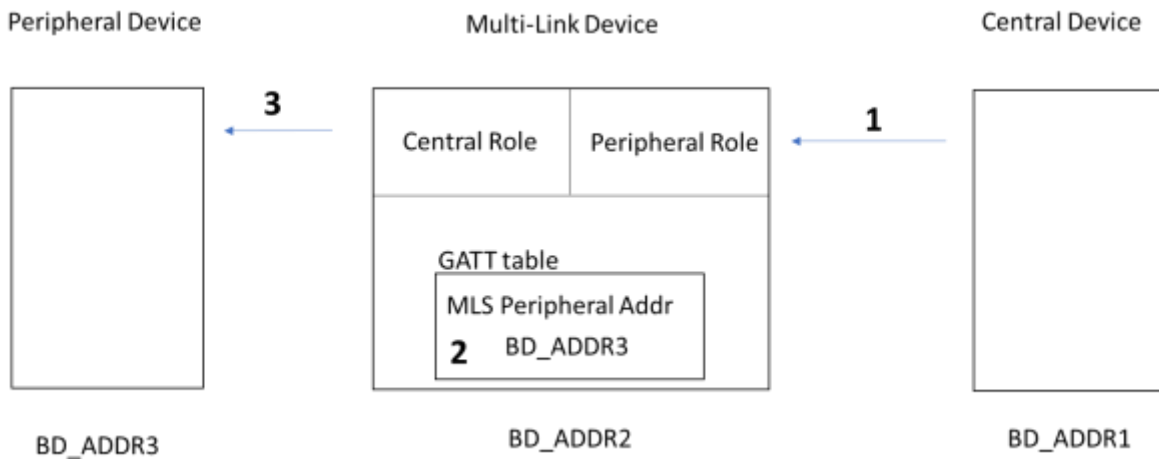 Peripheral Device
Multi-Link Device
Central Device
3
1
Central Role
Peripheral Role
GATT table
MLS Peripheral Addr
2 BD_ADDR3
BD_ADDR3
BD_ADDR2
BD_ADDR1